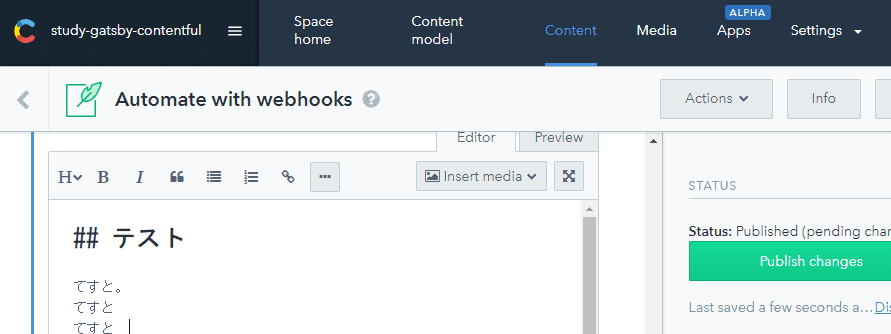 study-gatsby-contentful
Space home
Content model
Content
Media
ALPHA
Apps
Settings
Automate with webhooks ?
Actions
Info
Editor
Preview
H B I
Insert media
STATUS
## テスト
Status: Published (pending
Publish changes
てすと。
てすと
てすと
Last saved a few seconds a...